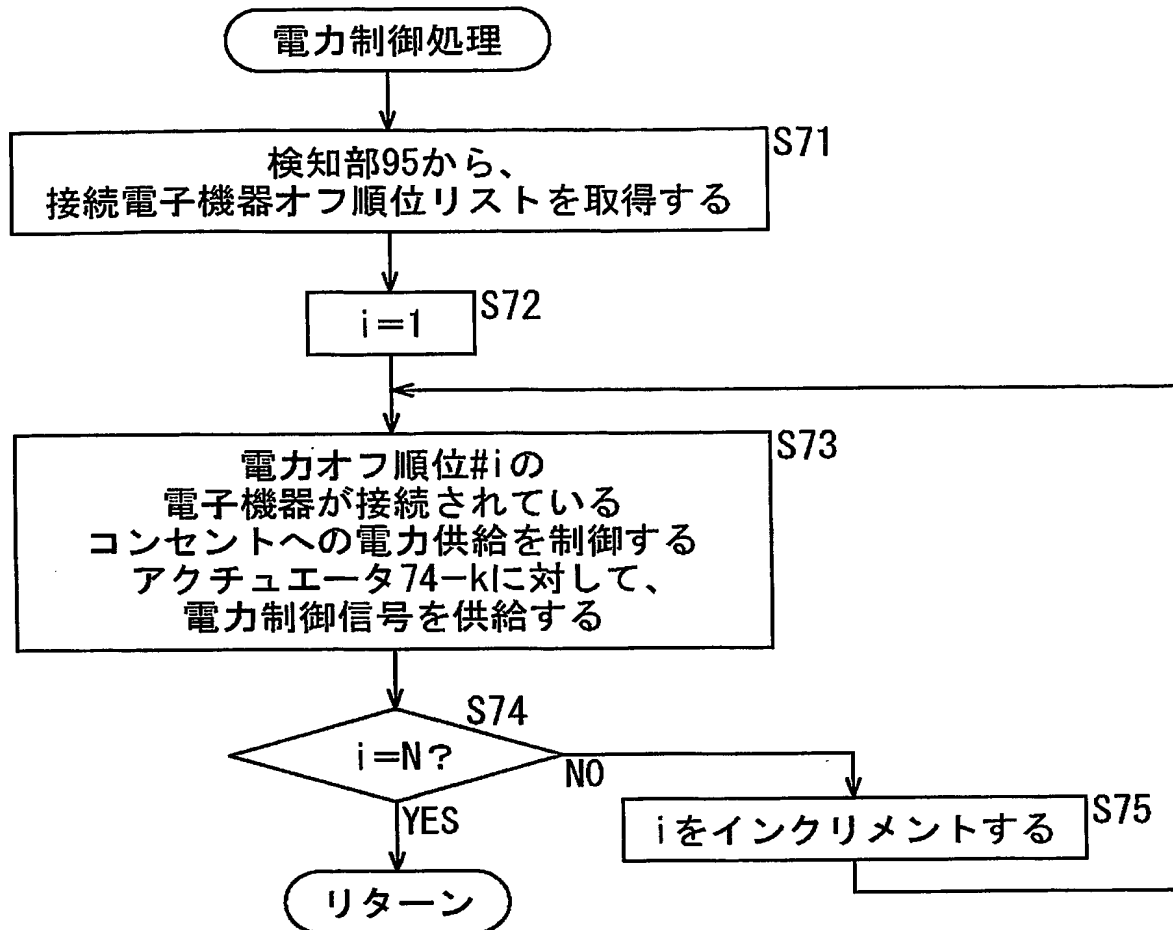 電力制御処理
S71
検知部95から、
接続電子機器オフ順位リストを取得する
S72
i=1
S73
電力オフ順位#iの
電子機器が接続されている
コンセントへの電力供給を制御する
アクチュエータ74-kに対して、
電力制御信号を供給する
S74
i=N?
NO
YES
S75
iをインクリメントする
リターン